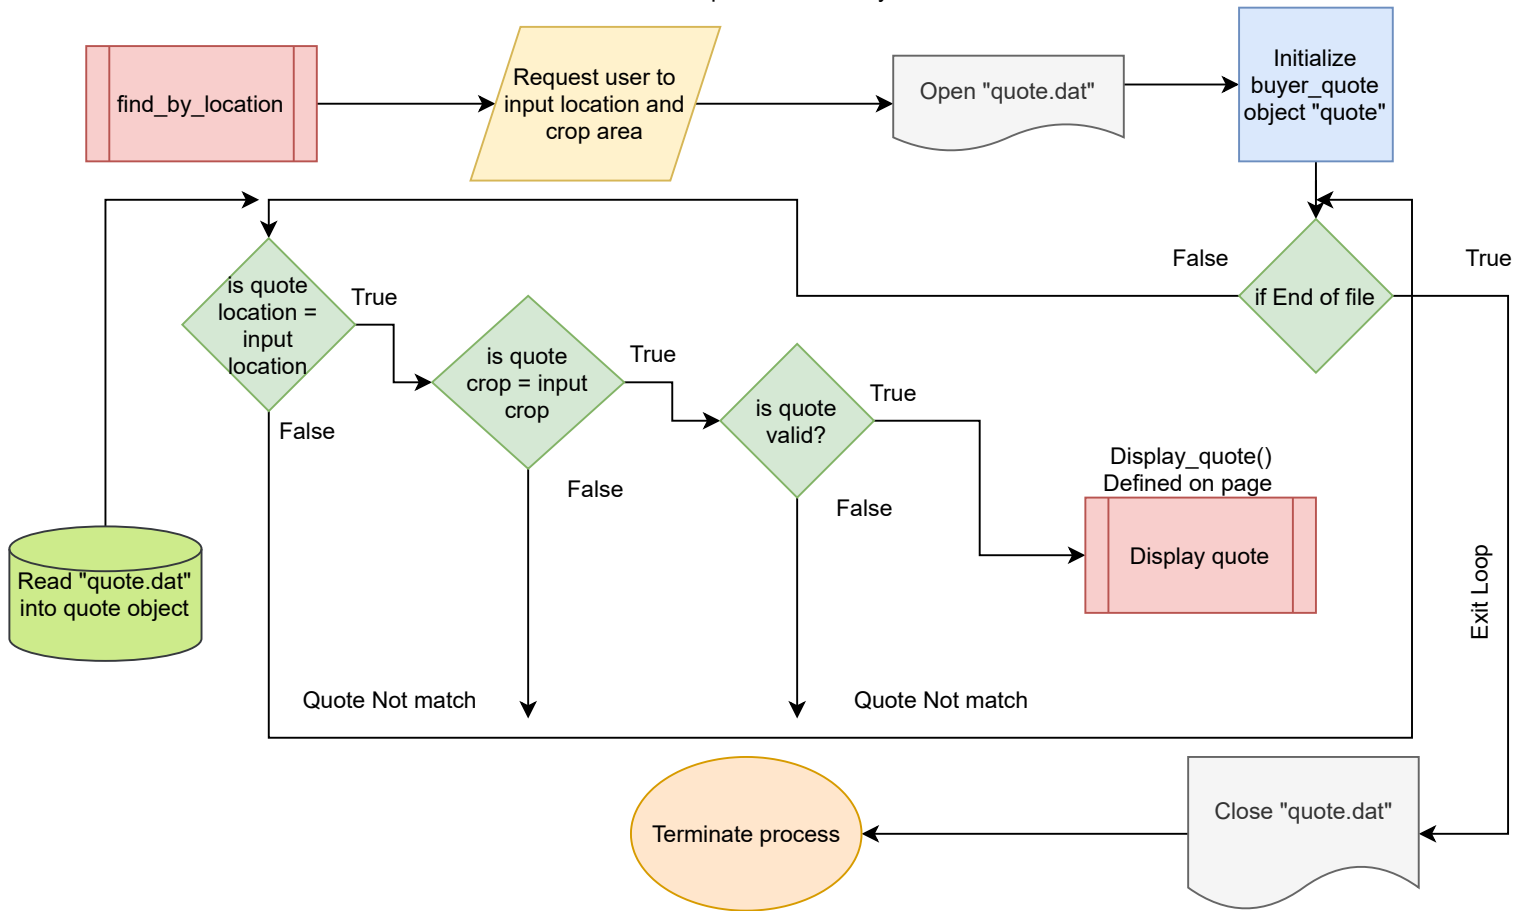 find_by_location
Request user to
input location and
crop area
Open "quote.dat"
Initialize
buyer_quote
object "quote"
False
True
if End of file
is quote
location =
input
location
True
False
is quote
crop = input
crop
True
False
is quote
valid?
True
False
Display_quote()
Defined on page
Display quote
Exit Loop
Read "quote.dat"
into quote object
Quote Not match
Quote Not match
Terminate process
Close "quote.dat"